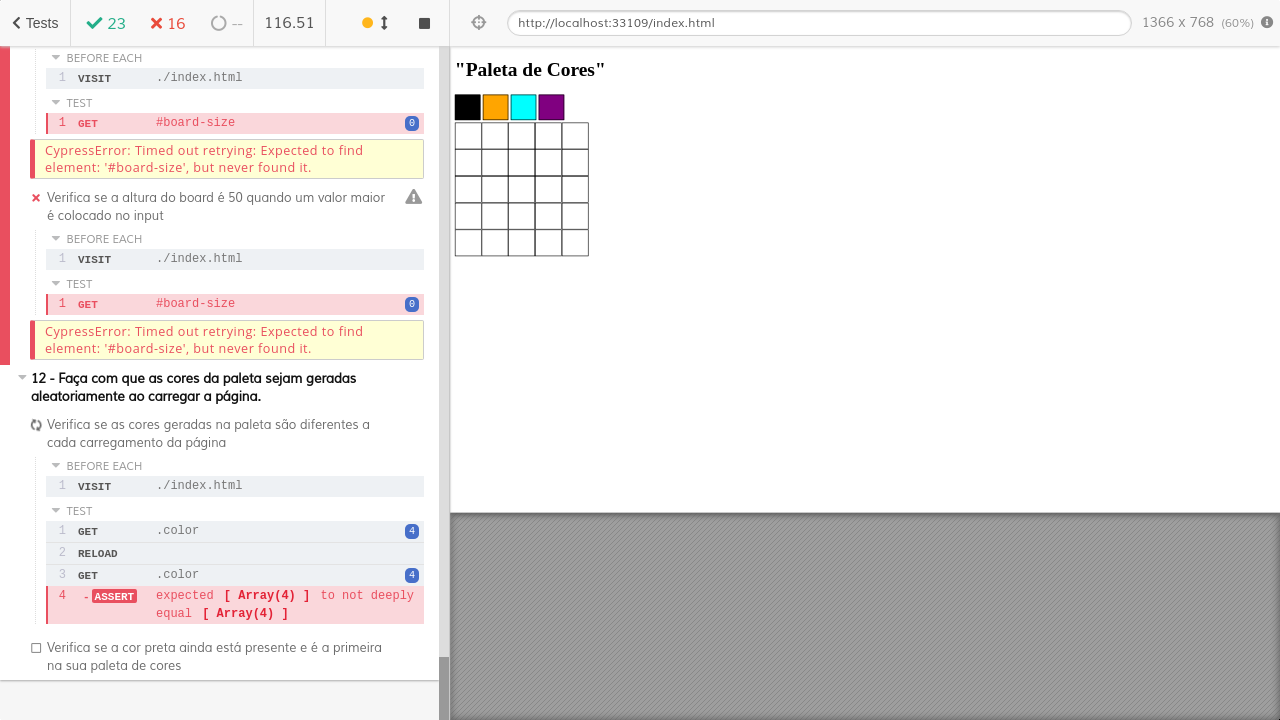 Tests
23
16
--
116.51
http://localhost:33109/index.html
1366 x 768 (60%)
BEFORE EACH
1 VISIT ./index.html
TEST
1 GET #board-size 0
CypressError: Timed out retrying: Expected to find
element: '#board-size', but never found it.
Verifica se a altura do board é 50 quando um valor maior
é colocado no input
BEFORE EACH
1 VISIT ./index.html
TEST
1 GET #board-size 0
CypressError: Timed out retrying: Expected to find
element: '#board-size', but never found it.
12 - Faça com que as cores da paleta sejam geradas
aleatoriamente ao carregar a página.
Verifica se as cores geradas na paleta são diferentes a
cada carregamento da página
BEFORE EACH
1 VISIT ./index.html
TEST
1 GET .color 4
2 RELOAD
3 GET .color 4
4 -ASSERT expected [ Array(4) ] to not deeply
equal [ Array(4) ]
Verifica se a cor preta ainda está presente e é a primeira
na sua paleta de cores
"Paleta de Cores"